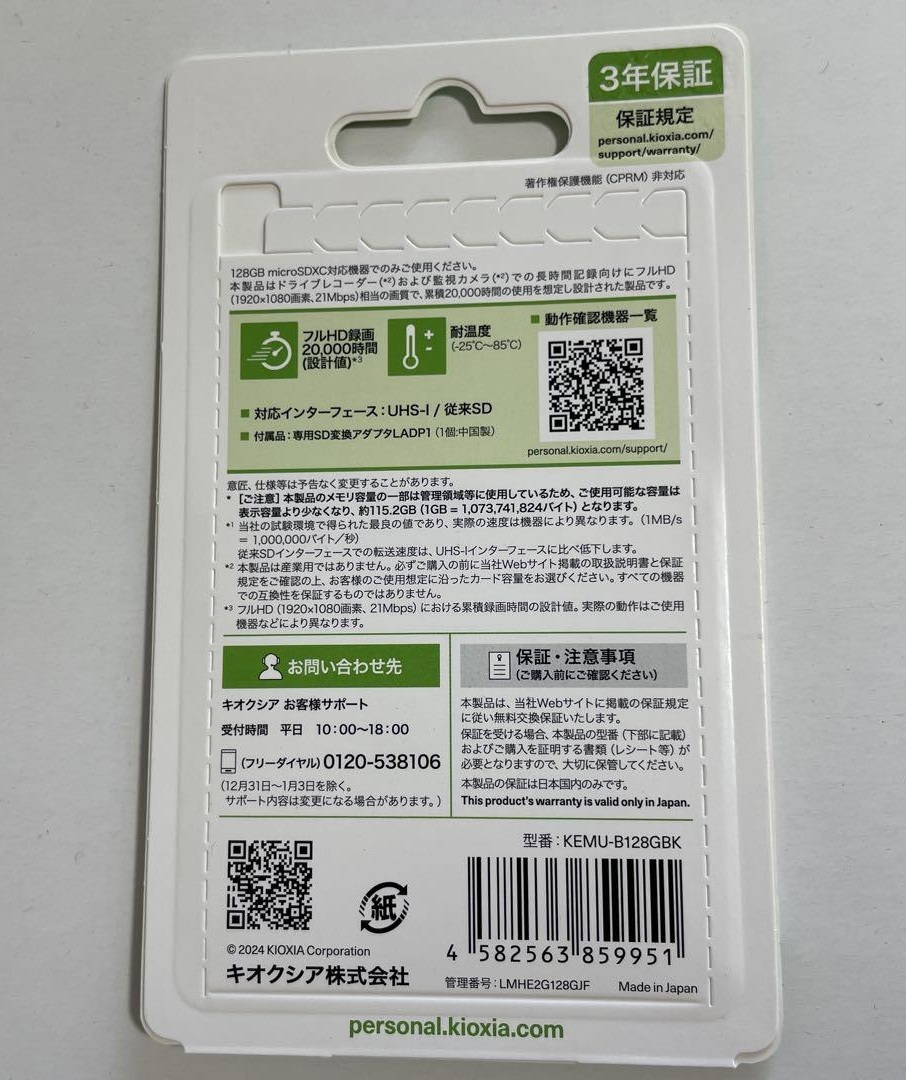 3年保証
保証規定
personal.kioxia.com/
support/warranty/
著作権保護機能 (CPRM) 非対応
128GB microSDXC対応機器でのみご使用ください。
本製品はドライブレコーダー(*²)および監視カメラ(*²)での長時間記録向けにフルHD
(1920×1080画素、21Mbps)相当の画質で、累積20,000時間の使用を想定し設計された製品です。
フルHD録画
20,000時間
(設計値)*³
耐温度
(-25℃～85℃)
■ 動作確認機器一覧
■ 対応インターフェース：UHS-I / 従来SD
■ 付属品：専用SD変換アダプタLADP1 (1個:中国製)
personal.kioxia.com/support/
意匠、仕様等は予告なく変更することがあります。
* [ご注意] 本製品のメモリ容量の一部は管理領域等に使用しているため、ご使用可能な容量は
表示容量より少なくなり、約115.2GB (1GB = 1,073,741,824バイト) となります。
*¹ 当社の試験環境で得られた最良の値であり、実際の速度は機器により異なります。(1MB/s
= 1,000,000バイト／秒)
従来SDインターフェースでの転送速度は、UHS-Iインターフェースに比べ低下します。
*² 本製品は産業用ではありません。必ずご購入の前に当社Webサイト掲載の取扱説明書と保証
規定をご確認の上、お客様のご使用想定に沿ったカード容量をお選びください。すべての機器
での互換性を保証するものではありません。
*³ フルHD (1920×1080画素、21Mbps) における累積録画時間の設計値。実際の動作はご使用
機器などにより異なります。
お問い合わせ先
キオクシア お客様サポート
受付時間 平日 10:00～18:00
(フリーダイヤル) 0120-538106
(12月31日～1月3日を除く。
サポート内容は変更になる場合があります。)
保証・注意事項
(ご購入前にご確認ください)
本製品は、当社Webサイトに掲載の保証規定
に従い無料交換保証いたします。
保証を受ける場合、本製品の型番 (下部に記載)
およびご購入を証明する書類 (レシート等) が
必要となりますので、大切に保管してください。
本製品の保証は日本国内のみです。
This product's warranty is valid only in Japan.
型番：KEMU-B128GBK
紙
4 582563 859951
© 2024 KIOXIA Corporation
キオクシア株式会社
管理番号：LMHE2G128GJF Made in Japan
personal.kioxia.com